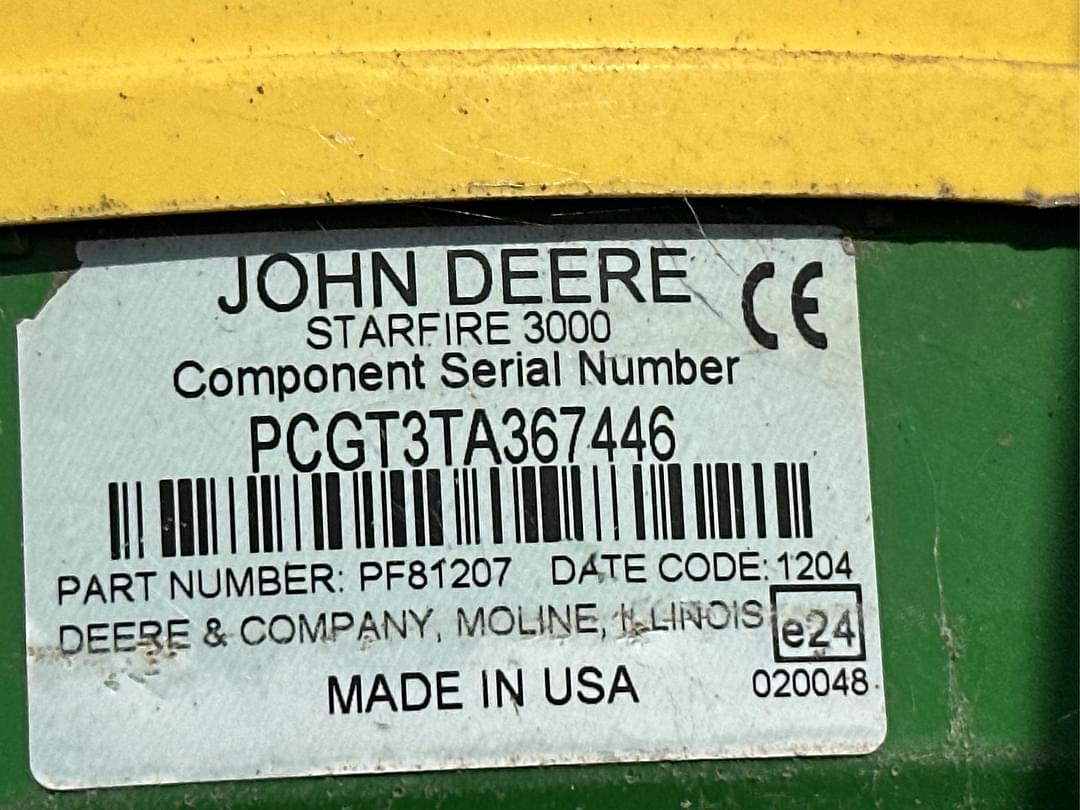 JOHN DEERE
CE
STARFIRE 3000
Component Serial Number
PCGT3TA367446
PART NUMBER: PF81207 DATE CODE: 1204
DEERE & COMPANY, MOLINE, ILLINOIS
e24
MADE IN USA
020048